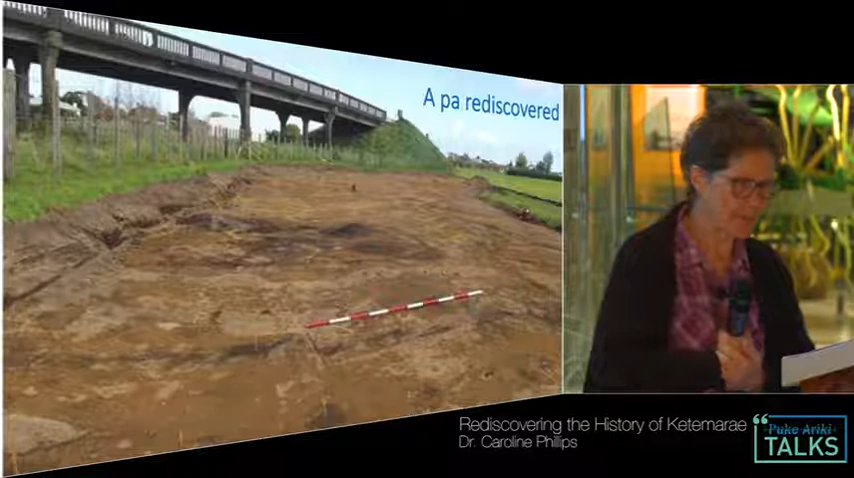 A pa rediscovered
Rediscovering the History of Ketemarae
Dr. Caroline Phillips
Puke Ariki
TALKS